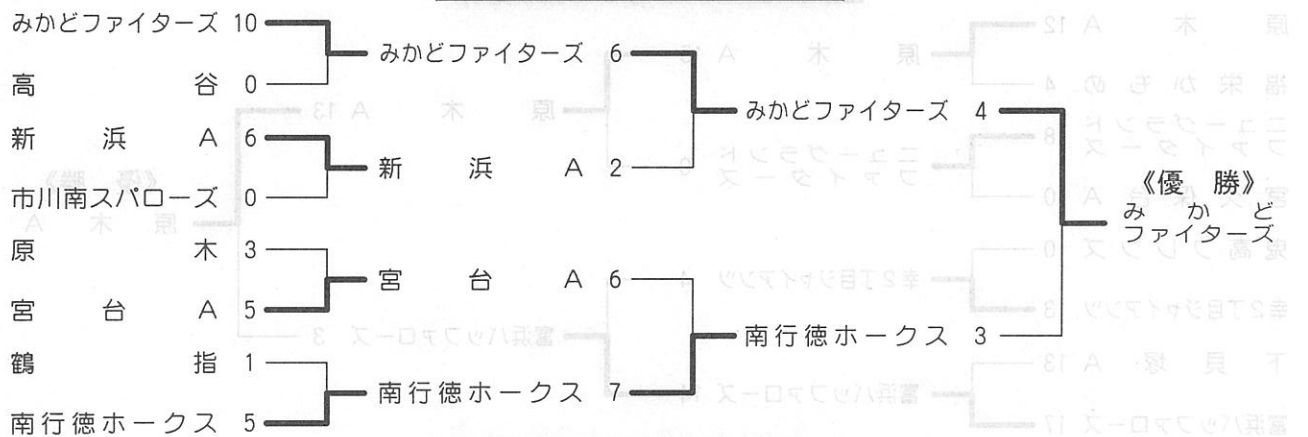 みかどファイターズ 10
高谷 0
新浜A 6
市川南スパローズ 0
原木 3
宮台A 5
鶴指 1
南行徳ホークス 5
みかどファイターズ 6
新浜A 2
宮台A 6
南行徳ホークス 7
みかどファイターズ 4
南行徳ホークス 3
《優勝》
みかど
ファイターズ